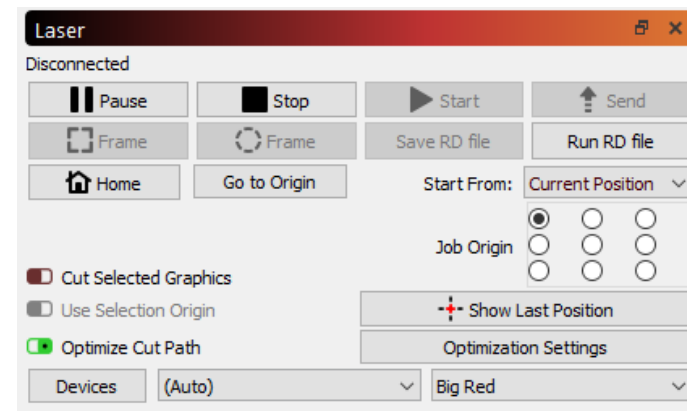 Laser
Disconnected
Pause Stop Start Send
Frame Frame Save RD file Run RD file
Home Go to Origin Start From: Current Position
Job Origin
Cut Selected Graphics
Use Selection Origin Show Last Position
Optimize Cut Path Optimization Settings
Devices (Auto) Big Red